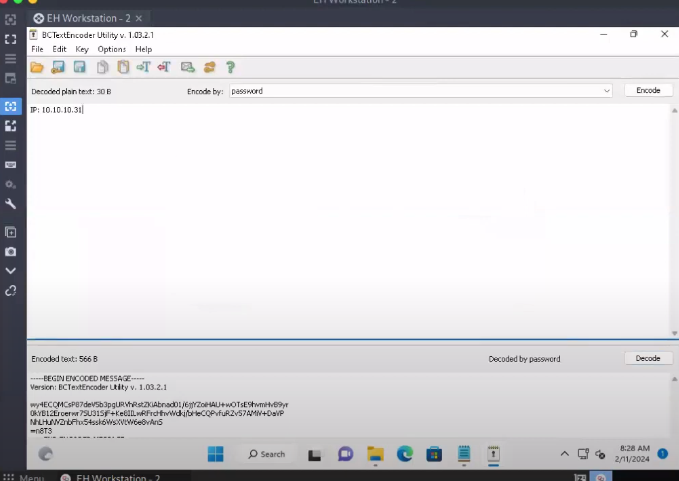 EH Workstation - 2
EH Workstation - 2 ×
BCTextEncoder Utility v. 1.03.2.1
File Edit Key Options Help
Decoded plain text: 30 B Encode by: password Encode
IP: 10.10.10.31
Encoded text: 566 B Decoded by password Decode
-----BEGIN ENCODED MESSAGE-----
Version: BCTextEncoder Utility v. 1.03.2.1
=n8T3
Search
8:28 AM
2/11/2024
Menu EH Workstation - 2